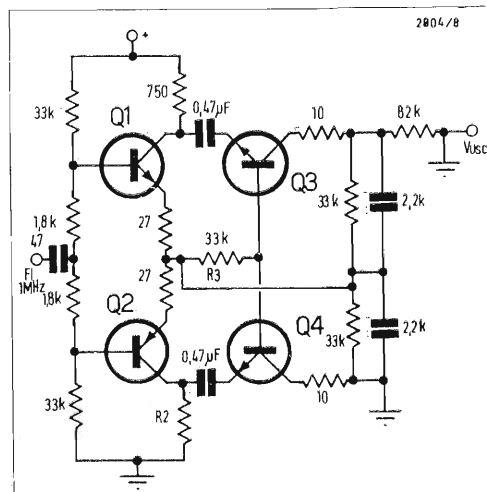 2804/8
+
33k
750
0,47µF
10
82k
Q1
Vusc
Q3
1,8k
27
33k
33k
2,2k
47
FI
1MHz
R3
1,8k
27
Q2
Q4
0,47µF
33k
2,2k
33k
R2
10